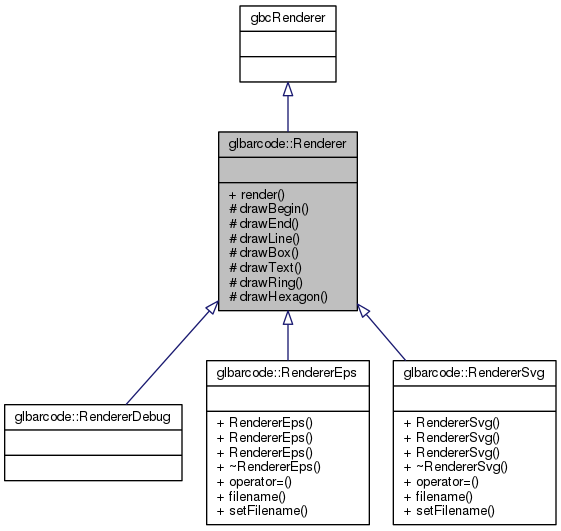 gbcRenderer
glbarcode::Renderer
+ render()
# drawBegin()
# drawEnd()
# drawLine()
# drawBox()
# drawText()
# drawRing()
# drawHexagon()
glbarcode::RendererDebug
glbarcode::RendererEps
+ RendererEps()
+ RendererEps()
+ RendererEps()
+ ~RendererEps()
+ operator=()
+ filename()
+ setFilename()
glbarcode::RendererSvg
+ RendererSvg()
+ RendererSvg()
+ RendererSvg()
+ ~RendererSvg()
+ operator=()
+ filename()
+ setFilename()